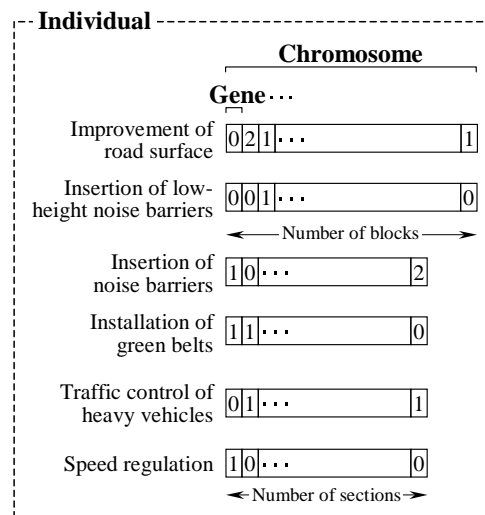 Individual
Chromosome
Gene···
Improvement of
road surface
0 2 1 ··· 1
Insertion of low-
height noise barriers
0 0 1 ··· 0
Number of blocks
Insertion of
noise barriers
1 0 ··· 2
Installation of
green belts
1 1 ··· 0
Traffic control of
heavy vehicles
0 1 ··· 1
Speed regulation
1 0 ··· 0
Number of sections